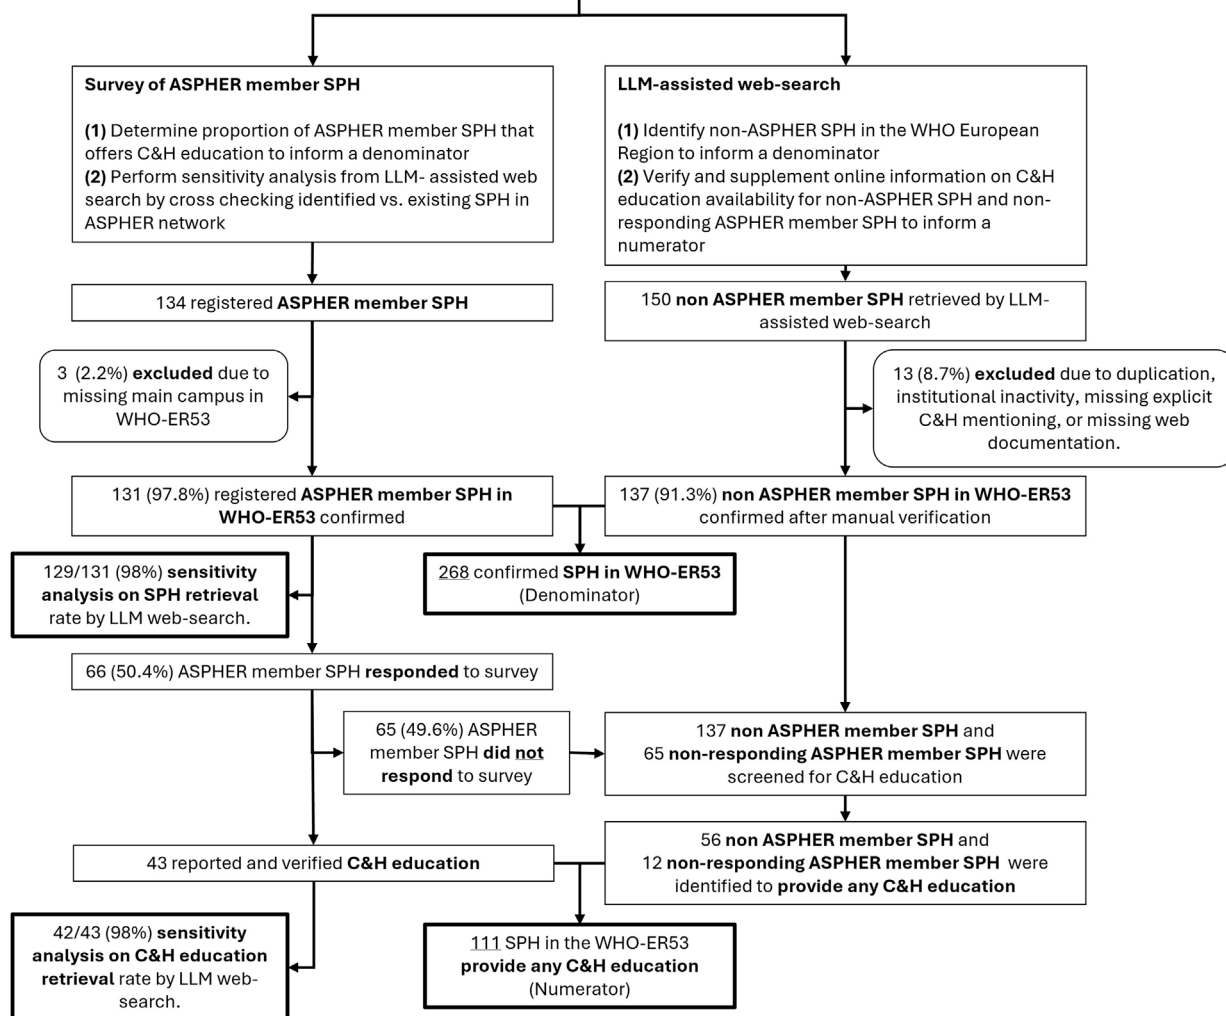 Survey of ASPHER member SPH
(1) Determine proportion of ASPHER member SPH that
offers C&H education to inform a denominator
(2) Perform sensitivity analysis from LLM- assisted web
search by cross checking identified vs. existing SPH in
ASPHER network
LLM-assisted web-search
(1) Identify non-ASPHER SPH in the WHO European
Region to inform a denominator
(2) Verify and supplement online information on C&H
education availability for non-ASPHER SPH and non-
responding ASPHER member SPH to inform a
numerator
134 registered ASPHER member SPH
150 non ASPHER member SPH retrieved by LLM-
assisted web-search
3 (2.2%) excluded due to
missing main campus in
WHO-ER53
13 (8.7%) excluded due to duplication,
institutional inactivity, missing explicit
C&H mentioning, or missing web
documentation.
131 (97.8%) registered ASPHER member SPH in
WHO-ER53 confirmed
137 (91.3%) non ASPHER member SPH in WHO-ER53
confirmed after manual verification
129/131 (98%) sensitivity
analysis on SPH retrieval
rate by LLM web-search.
268 confirmed SPH in WHO-ER53
(Denominator)
66 (50.4%) ASPHER member SPH responded to survey
65 (49.6%) ASPHER
member SPH did not
respond to survey
137 non ASPHER member SPH and
65 non-responding ASPHER member SPH were
screened for C&H education
43 reported and verified C&H education
56 non ASPHER member SPH and
12 non-responding ASPHER member SPH were
identified to provide any C&H education
42/43 (98%) sensitivity
analysis on C&H education
retrieval rate by LLM web-
search.
111 SPH in the WHO-ER53
provide any C&H education
(Numerator)